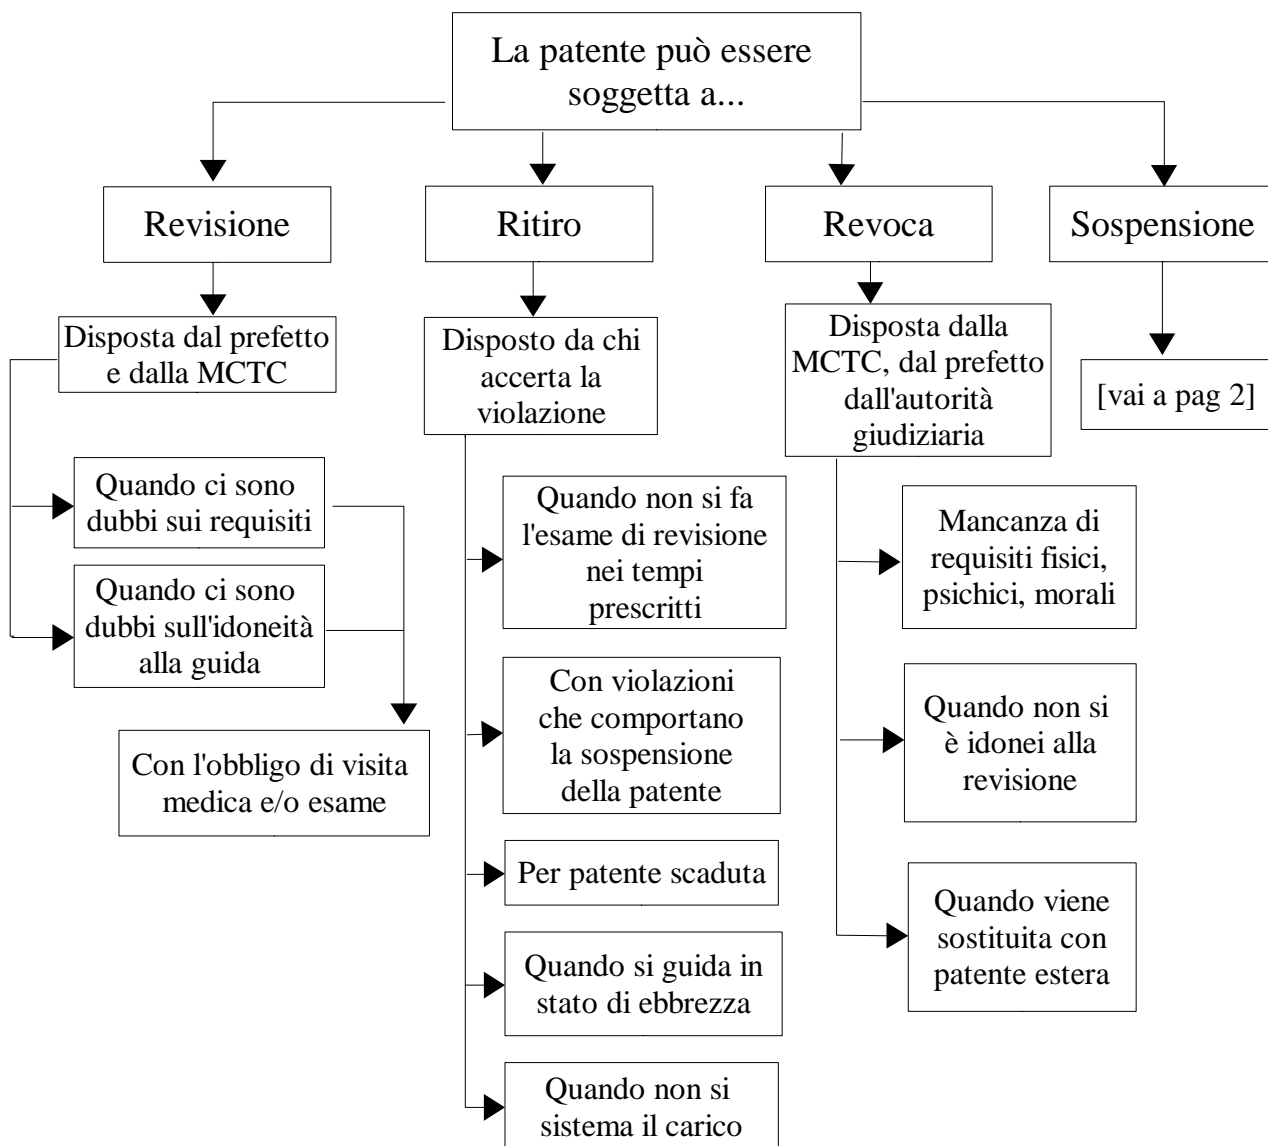 La patente può essere
soggetta a...
Revisione
Ritiro
Revoca
Sospensione
Disposta dal prefetto
e dalla MCTC
Disposto da chi
accerta la
violazione
Disposta dalla
MCTC, dal prefetto
dall'autorità
giudiziaria
[vai a pag 2]
Quando ci sono
dubbi sui requisiti
Quando ci sono
dubbi sull'idoneità
alla guida
Con l'obbligo di visita
medica e/o esame
Quando non si fa
l'esame di revisione
nei tempi
prescritti
Con violazioni
che comportano
la sospensione
della patente
Per patente scaduta
Quando si guida in
stato di ebbrezza
Quando non si
sistema il carico
Mancanza di
requisiti fisici,
psichici, morali
Quando non si
è idonei alla
revisione
Quando viene
sostituita con
patente estera